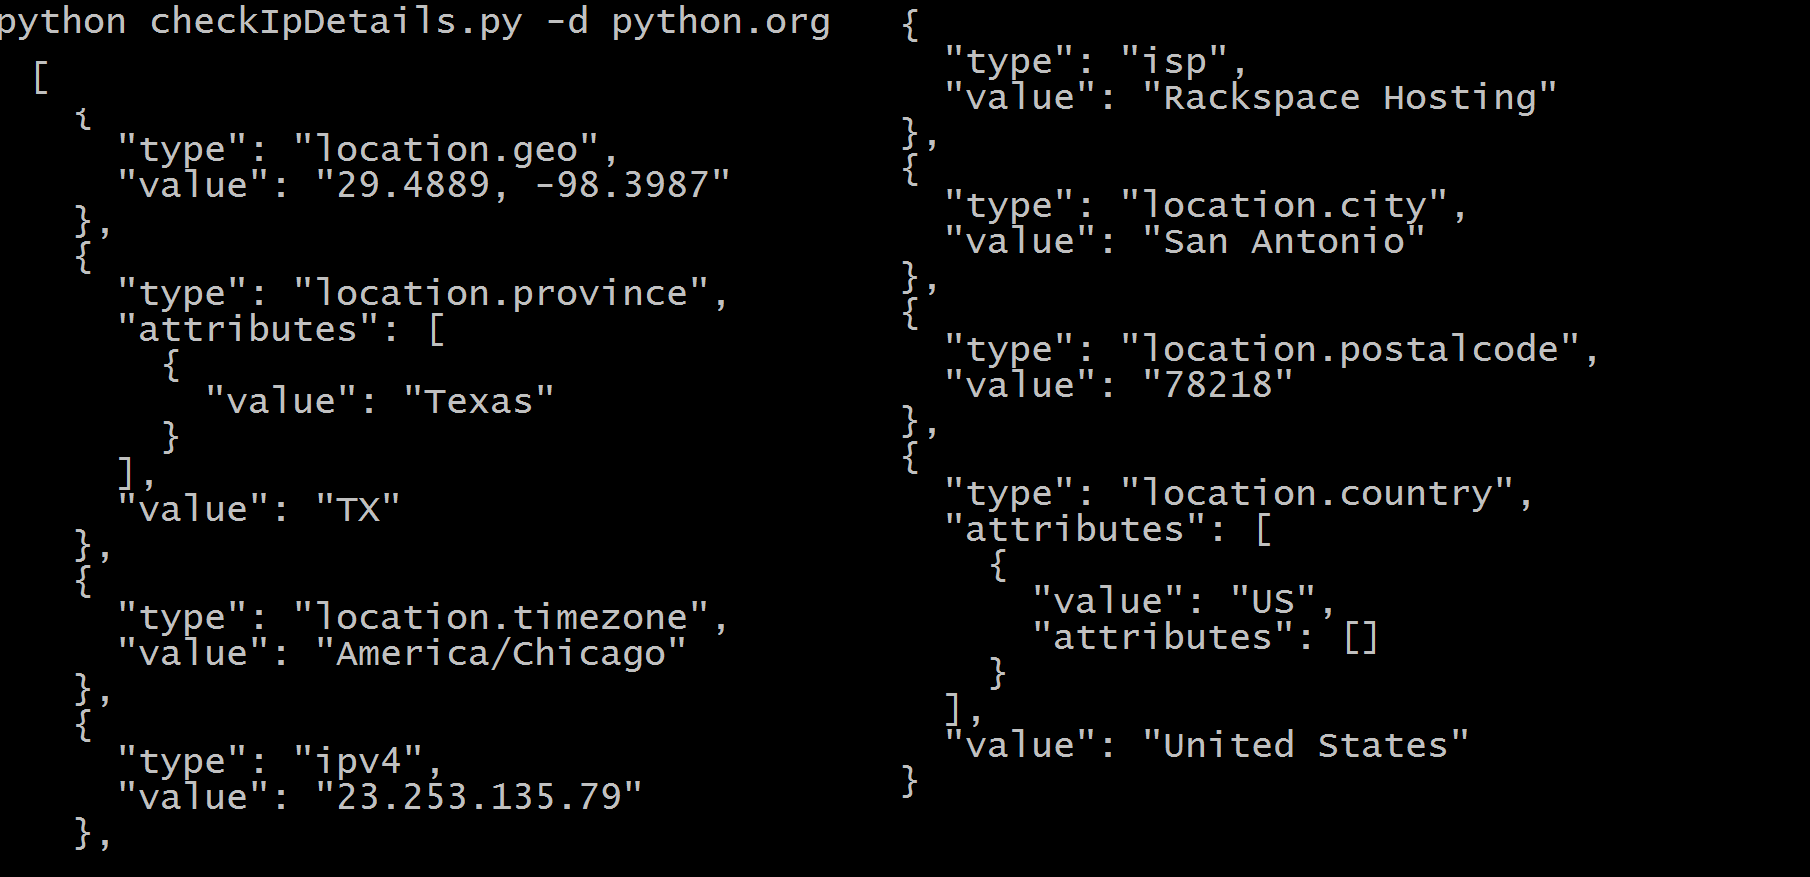 python checkIpDetails.py -d python.org
[
{
"type": "location.geo",
"value": "29.4889, -98.3987"
},
{
"type": "location.province",
"attributes": [
{
"value": "Texas"
}
],
"value": "TX"
},
{
"type": "location.timezone",
"value": "America/Chicago"
},
{
"type": "ipv4",
"value": "23.253.135.79"
},
{
"type": "isp",
"value": "Rackspace Hosting"
},
{
"type": "location.city",
"value": "San Antonio"
},
{
"type": "location.postalcode",
"value": "78218"
},
{
"type": "location.country",
"attributes": [
{
"value": "US",
"attributes": []
}
],
"value": "United States"
}